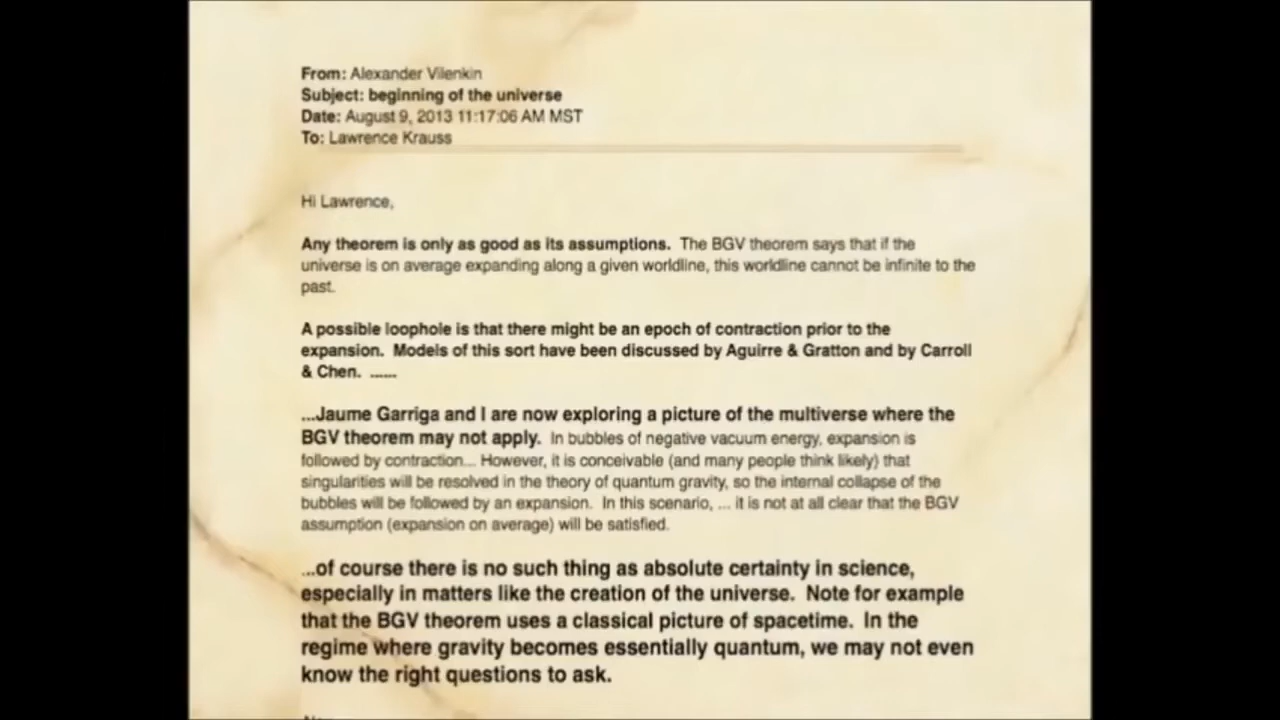 From: Alexander Vilenkin
Subject: beginning of the universe
Date: August 9, 2013 11:17:06 AM MST
To: Lawrence Krauss
Hi Lawrence,
Any theorem is only as good as its assumptions. The BGV theorem says that if the
universe is on average expanding along a given worldline, this worldline cannot be infinite to the
past.
A possible loophole is that there might be an epoch of contraction prior to the
expansion. Models of this sort have been discussed by Aguirre & Gratton and by Carroll
& Chen. ......
...Jaume Garriga and I are now exploring a picture of the multiverse where the
BGV theorem may not apply. In bubbles of negative vacuum energy, expansion is
followed by contraction... However, it is conceivable (and many people think likely) that
singularities will be resolved in the theory of quantum gravity, so the internal collapse of the
bubbles will be followed by an expansion. In this scenario, ... it is not at all clear that the BGV
assumption (expansion on average) will be satisfied.
...of course there is no such thing as absolute certainty in science,
especially in matters like the creation of the universe. Note for example
that the BGV theorem uses a classical picture of spacetime. In the
regime where gravity becomes essentially quantum, we may not even
know the right questions to ask.